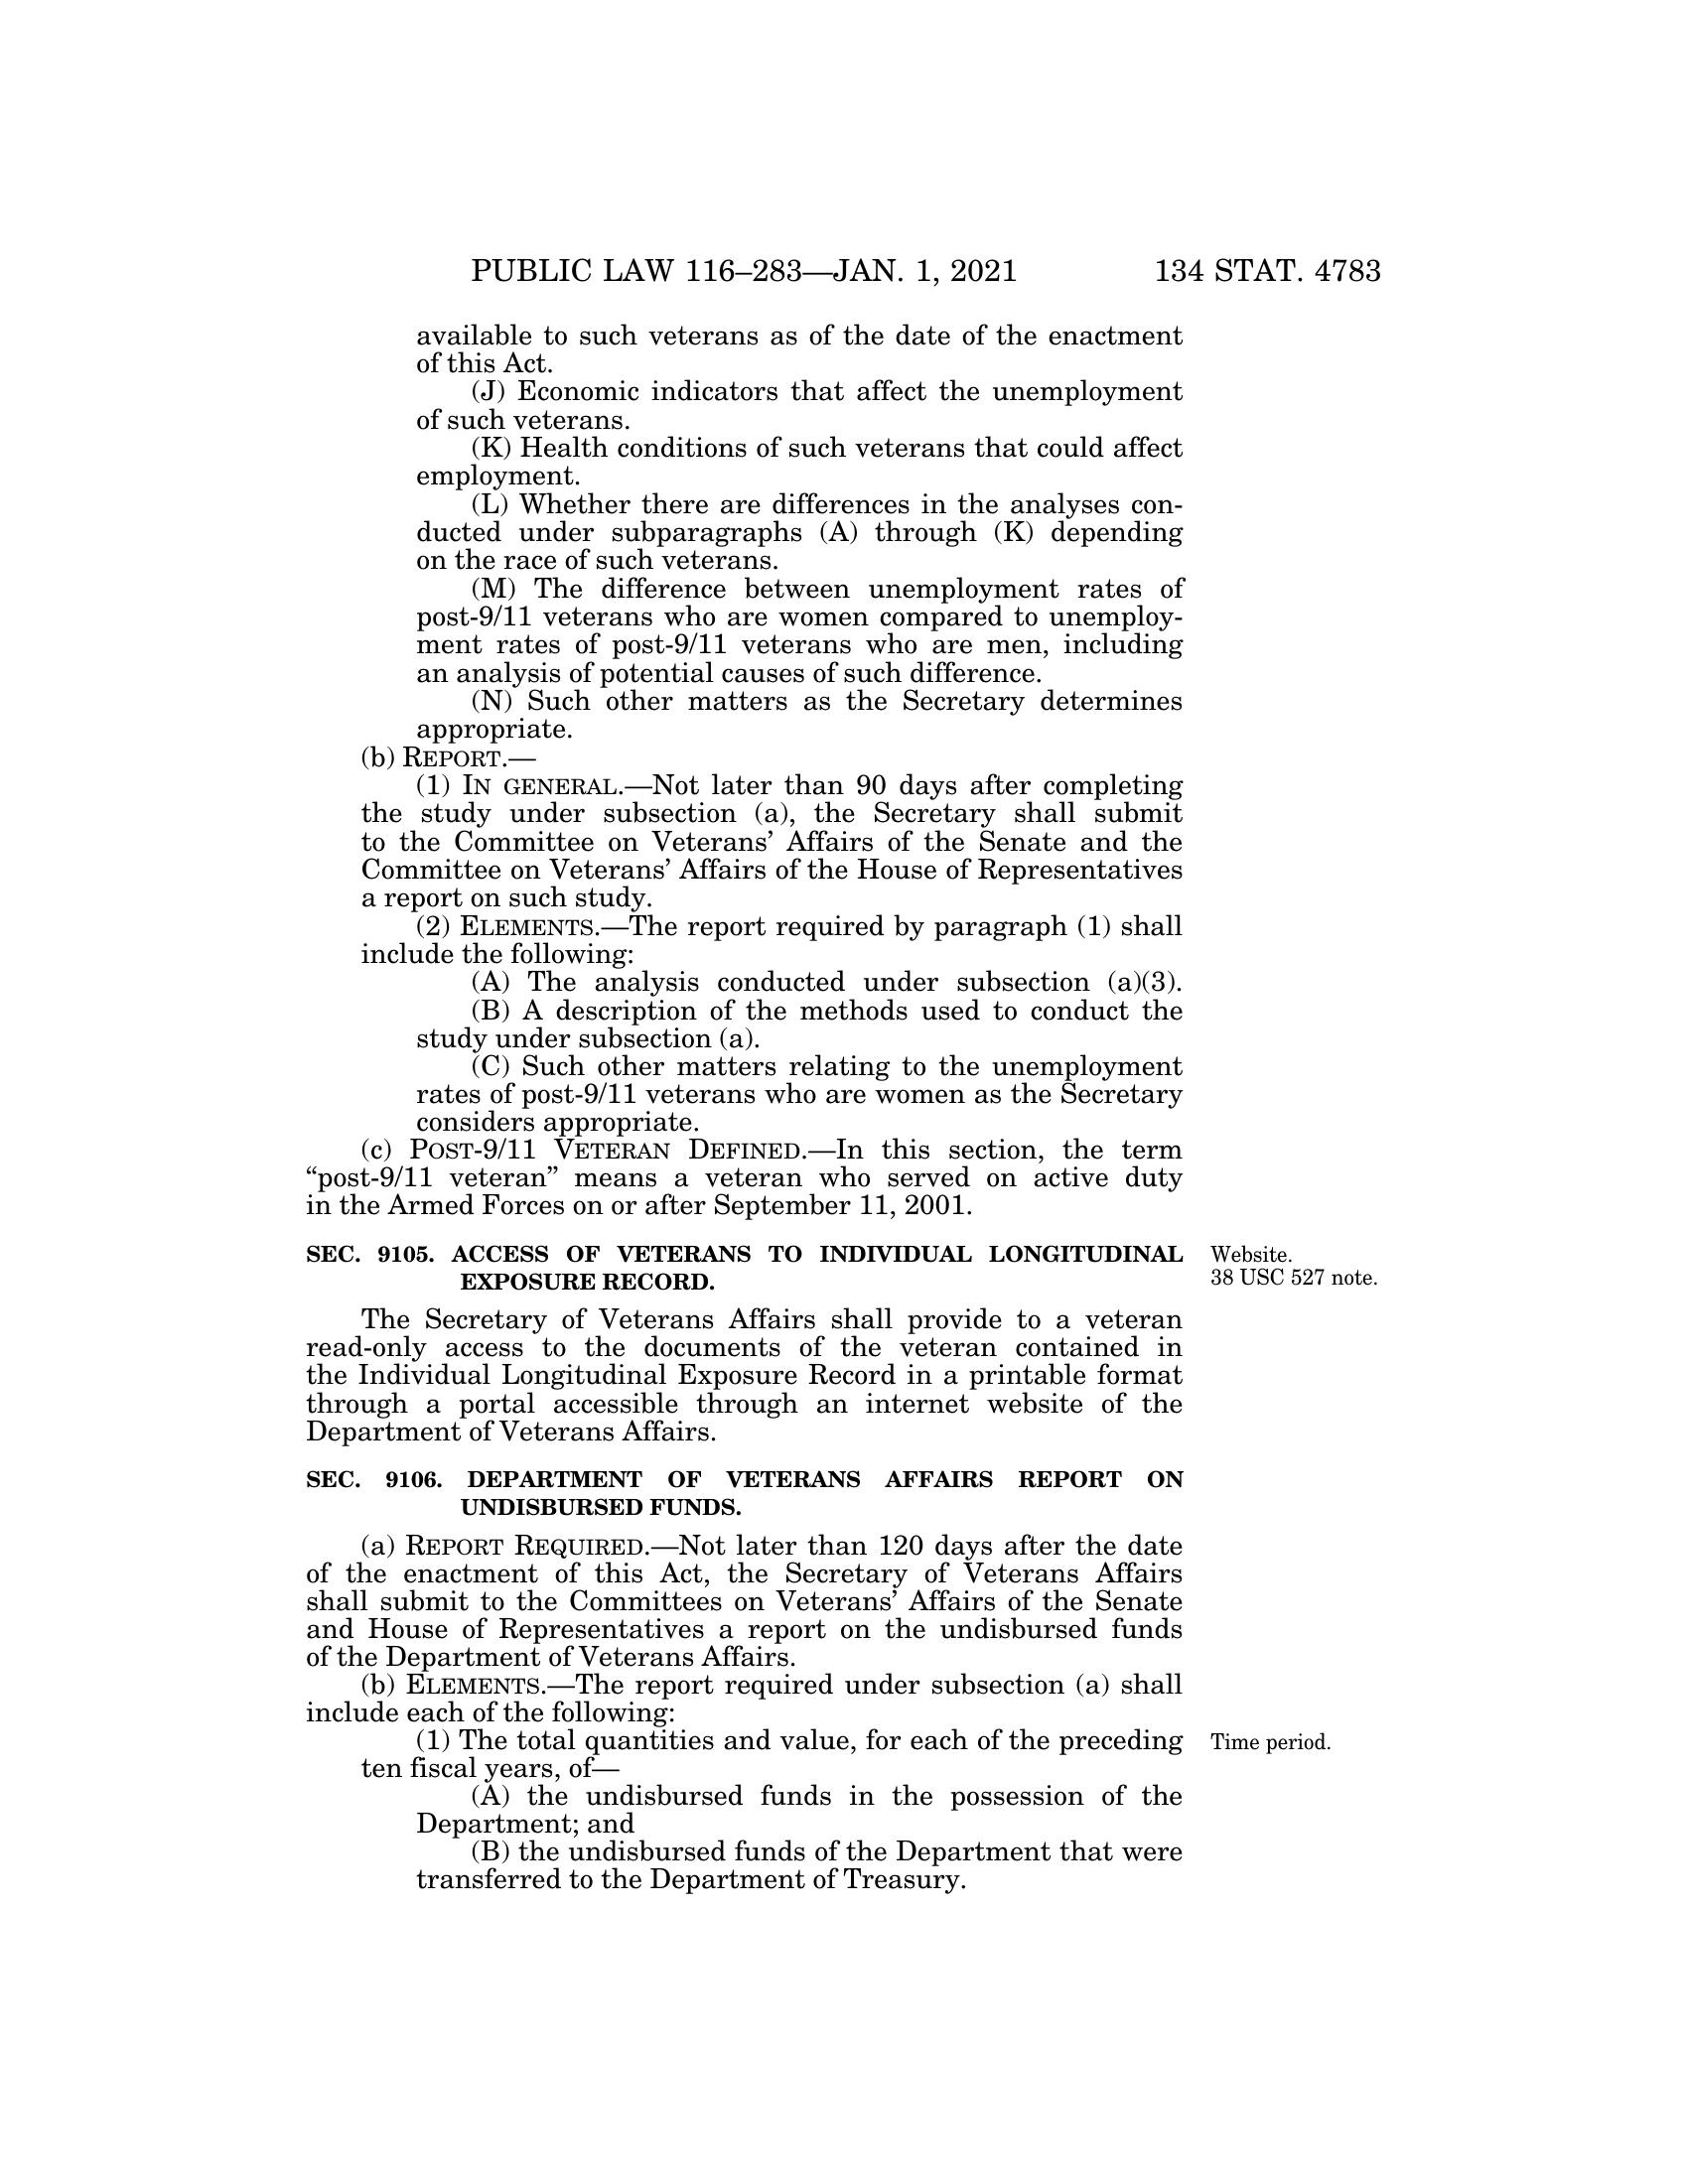 PUBLIC LAW 116–283—JAN. 1, 2021 134 STAT. 4783
available to such veterans as of the date of the enactment
of this Act.
(J) Economic indicators that affect the unemployment
of such veterans.
(K) Health conditions of such veterans that could affect
employment.
(L) Whether there are differences in the analyses con-
ducted under subparagraphs (A) through (K) depending
on the race of such veterans.
(M) The difference between unemployment rates of
post-9/11 veterans who are women compared to unemploy-
ment rates of post-9/11 veterans who are men, including
an analysis of potential causes of such difference.
(N) Such other matters as the Secretary determines
appropriate.
(b) REPORT.—
(1) IN GENERAL.—Not later than 90 days after completing
the study under subsection (a), the Secretary shall submit
to the Committee on Veterans’ Affairs of the Senate and the
Committee on Veterans’ Affairs of the House of Representatives
a report on such study.
(2) ELEMENTS.—The report required by paragraph (1) shall
include the following:
(A) The analysis conducted under subsection (a)(3).
(B) A description of the methods used to conduct the
study under subsection (a).
(C) Such other matters relating to the unemployment
rates of post-9/11 veterans who are women as the Secretary
considers appropriate.
(c) POST-9/11 VETERAN DEFINED.—In this section, the term
“post-9/11 veteran” means a veteran who served on active duty
in the Armed Forces on or after September 11, 2001.
SEC. 9105. ACCESS OF VETERANS TO INDIVIDUAL LONGITUDINAL
EXPOSURE RECORD.
Website.
38 USC 527 note.
The Secretary of Veterans Affairs shall provide to a veteran
read-only access to the documents of the veteran contained in
the Individual Longitudinal Exposure Record in a printable format
through a portal accessible through an internet website of the
Department of Veterans Affairs.
SEC. 9106. DEPARTMENT OF VETERANS AFFAIRS REPORT ON
UNDISBURSED FUNDS.
(a) REPORT REQUIRED.—Not later than 120 days after the date
of the enactment of this Act, the Secretary of Veterans Affairs
shall submit to the Committees on Veterans’ Affairs of the Senate
and House of Representatives a report on the undisbursed funds
of the Department of Veterans Affairs.
(b) ELEMENTS.—The report required under subsection (a) shall
include each of the following:
(1) The total quantities and value, for each of the preceding
ten fiscal years, of—
Time period.
(A) the undisbursed funds in the possession of the
Department; and
(B) the undisbursed funds of the Department that were
transferred to the Department of Treasury.